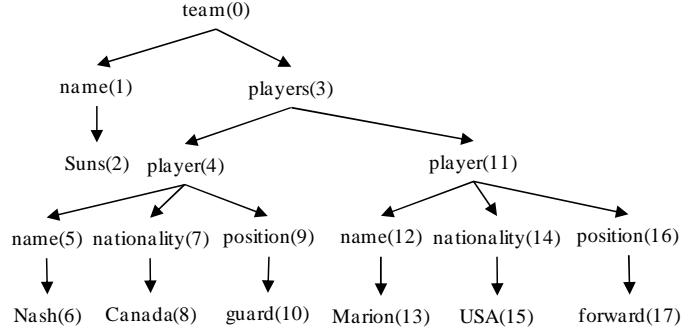 team(0)
name(1) players(3)
Suns(2) player(4) player(11)
name(5) nationality(7) position(9) name(12) nationality(14) position(16)
Nash(6) Canada(8) guard(10) Marion(13) USA(15) forward(17)